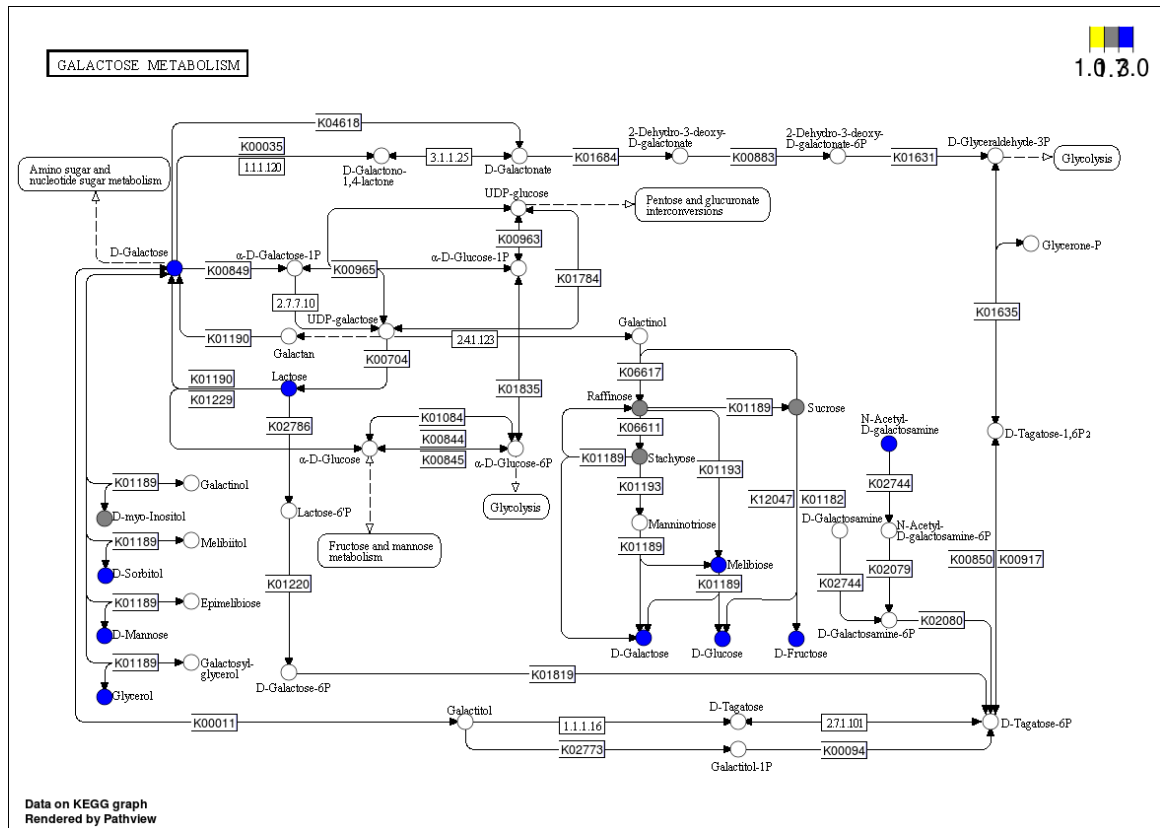 GALACTOSE METABOLISM
K04618
K00035
1.1.1.120
D-Galactono-
1,4-lactone
3.1.1.25
D-Galactonate
K01684
2-Dehydro-3-deoxy-
D-galactonate
K00883
2-Dehydro-3-deoxy-
D-galactonate-6P
K01631
D-Glyceraldehyde-3P
Glycolysis
Amino sugar and
nucleotide sugar metabolism
UDP-glucose
Pentose and glucuronate
interconversions
K00963
D-Galactose
K00849
α-D-Galactose-1P
K00965
α-D-Glucose-1P
K01784
Glycerone-P
2.7.7.10
UDP-galactose
K01190
Galactan
2.4.1.123
Galactinol
K01635
K00704
K01190
K01229
Lactose
K01835
K06617
Raffinose
K01189
Sucrose
K02786
K01084
K00844
K00845
α-D-Glucose
α-D-Glucose-6P
K06611
K01189
Stachyose
K01193
K01193
N-Acetyl-
D-galactosamine
D-Tagatose-1,6P2
K01189
Galactinol
D-myo-Inositol
Lactose-6'P
Glycolysis
K12047
K01182
K02744
Manninotriose
D-Galactosamine
N-Acetyl-
D-galactosamine-6P
K01189
Melibiitol
D-Sorbitol
Fructose and mannose
metabolism
K01189
Melibiose
K01189
K00850
K00917
K02079
K02744
K01220
K01189
Epimelibiose
D-Mannose
D-Galactosamine-6P
K02080
D-Galactose
D-Glucose
D-Fructose
K01189
Galactosyl-
glycerol
Glycerol
D-Galactose-6P
K01819
K00011
Galactitol
1.1.1.16
D-Tagatose
2.7.1.101
D-Tagatose-6P
K02773
Galactitol-1P
K00094
Data on KEGG graph
Rendered by Pathview